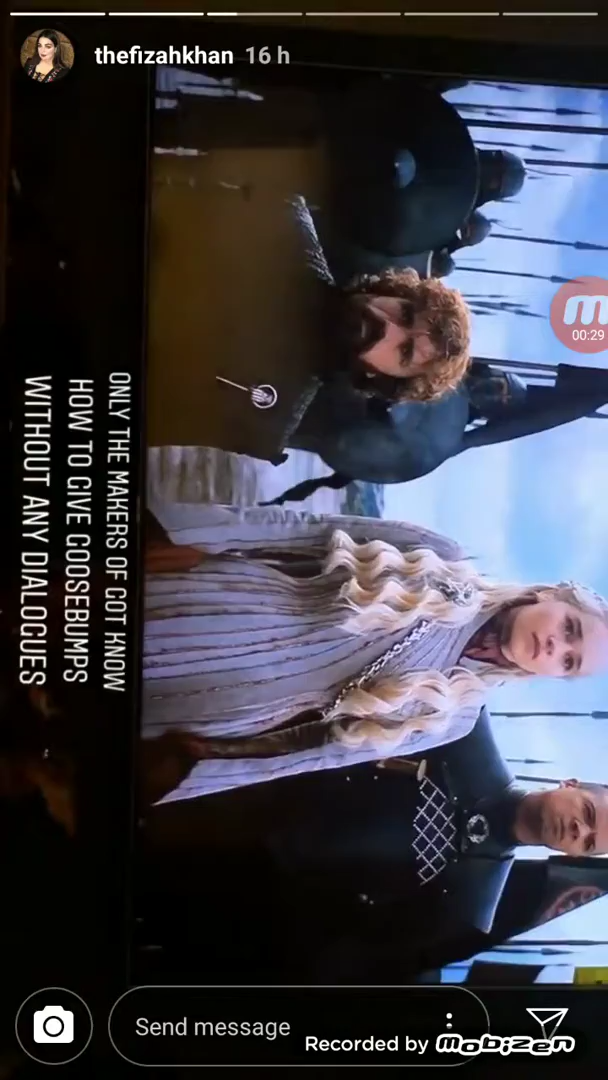 thefizahkhan 16 h
00:29
ONLY THE MAKERS OF GOT KNOW
HOW TO GIVE GOOSEBUMPS
WITHOUT ANY DIALOGUES
Send message
Recorded by mobizen